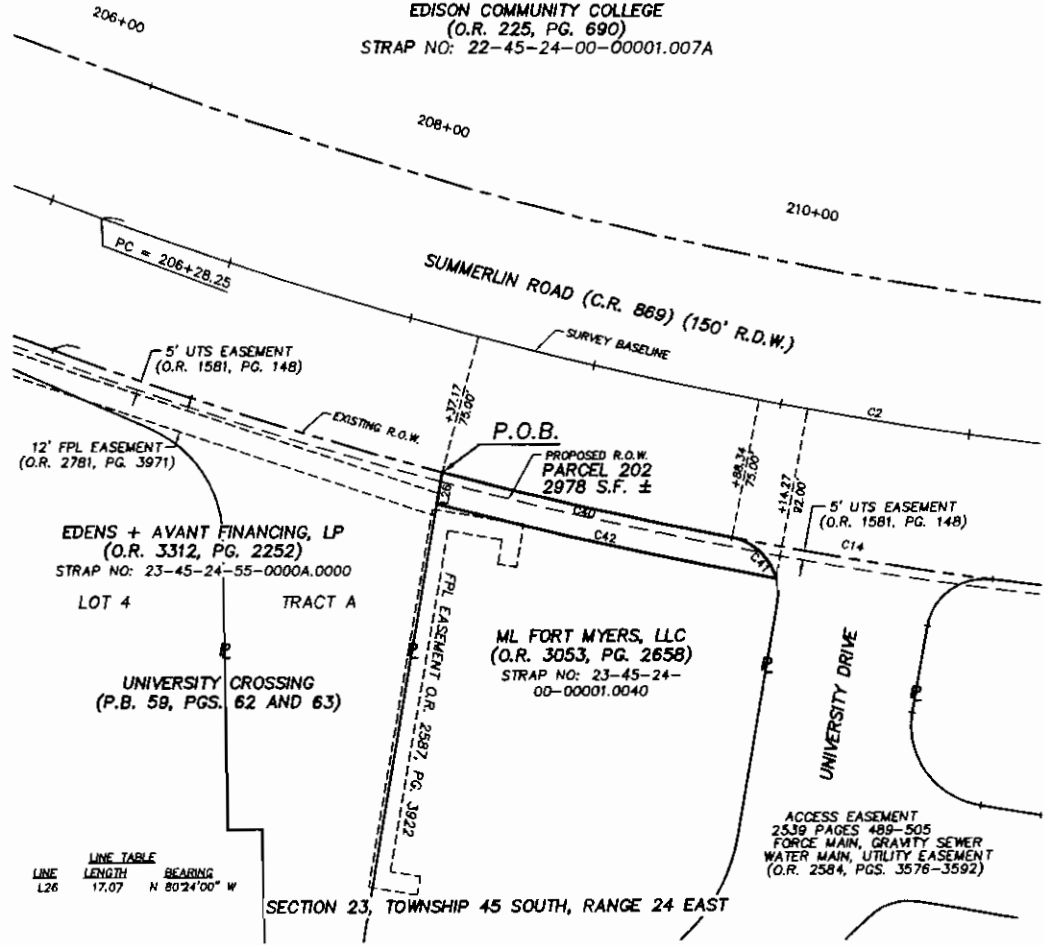 EDISON COMMUNITY COLLEGE
(O.R. 225, PG. 690)
STRAP NO: 22-45-24-00-00001.007A
206+00
208+00
210+00
PC = 206+28.25
SUMMERLIN ROAD (C.R. 869) (150' R.D.W.)
SURVEY BASELINE
5' UTS EASEMENT
(O.R. 1581, PG. 148)
+37.17
75.00'
EXISTING R.O.W.
P.O.B.
PROPOSED R.O.W.
PARCEL 202
2978 S.F. ±
+88.34
75.00'
+14.27
92.00'
C2
12' FPL EASEMENT
(O.R. 2781, PG. 3971)
5' UTS EASEMENT
(O.R. 1581, PG. 148)
L26
C40
C42
C41
C14
EDENS + AVANT FINANCING, LP
(O.R. 3312, PG. 2252)
STRAP NO: 23-45-24-55-0000A.0000
LOT 4
TRACT A
FPL EASEMENT O.R. 2587, PG. 3922
ML FORT MYERS, LLC
(O.R. 3053, PG. 2658)
STRAP NO: 23-45-24-
00-00001.0040
UNIVERSITY CROSSING
(P.B. 59, PGS. 62 AND 63)
UNIVERSITY DRIVE
ACCESS EASEMENT
2539 PAGES 489-505
FORCE MAIN, GRAVITY SEWER
WATER MAIN, UTILITY EASEMENT
(O.R. 2584, PGS. 3576-3592)
LINE TABLE
LINE LENGTH BEARING
L26 17.07 N 80°24'00" W
SECTION 23, TOWNSHIP 45 SOUTH, RANGE 24 EAST